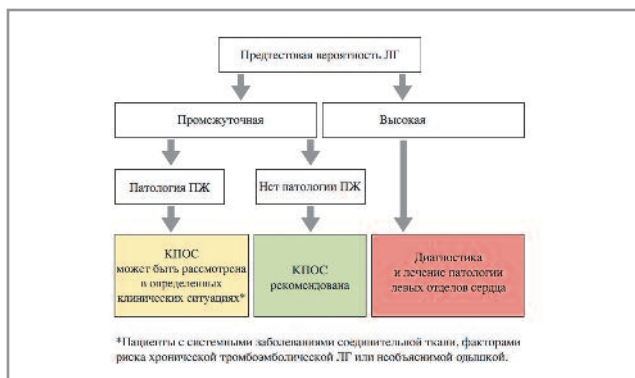 Предтестовая вероятность ЛГ
Промежуточная
Высокая
Патология ПЖ
Нет патологии ПЖ
КПОС
может быть рассмотрена
в определенных
клинических ситуациях*
КПОС
рекомендована
Диагностика
и лечение патологии
левых отделов сердца
*Пациенты с системными заболеваниями соединительной ткани, факторами
риска хронической тромбоэмболической ЛГ или необъяснимой одышкой.